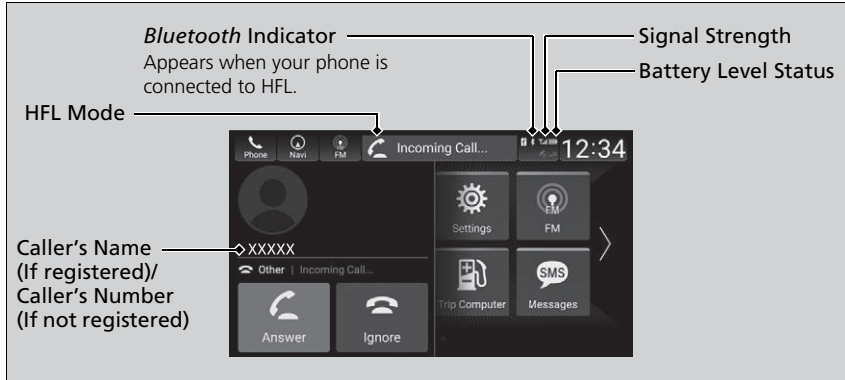 Bluetooth Indicator
Appears when your phone is
connected to HFL.
Signal Strength
Battery Level Status
HFL Mode
Phone
Navi
FM
Incoming Call...
12:34
Caller's Name
(If registered)/
Caller's Number
(If not registered)
XXXXX
Other | Incoming Call...
Answer
Ignore
Settings
FM
FM
Trip Computer
SMS
Messages